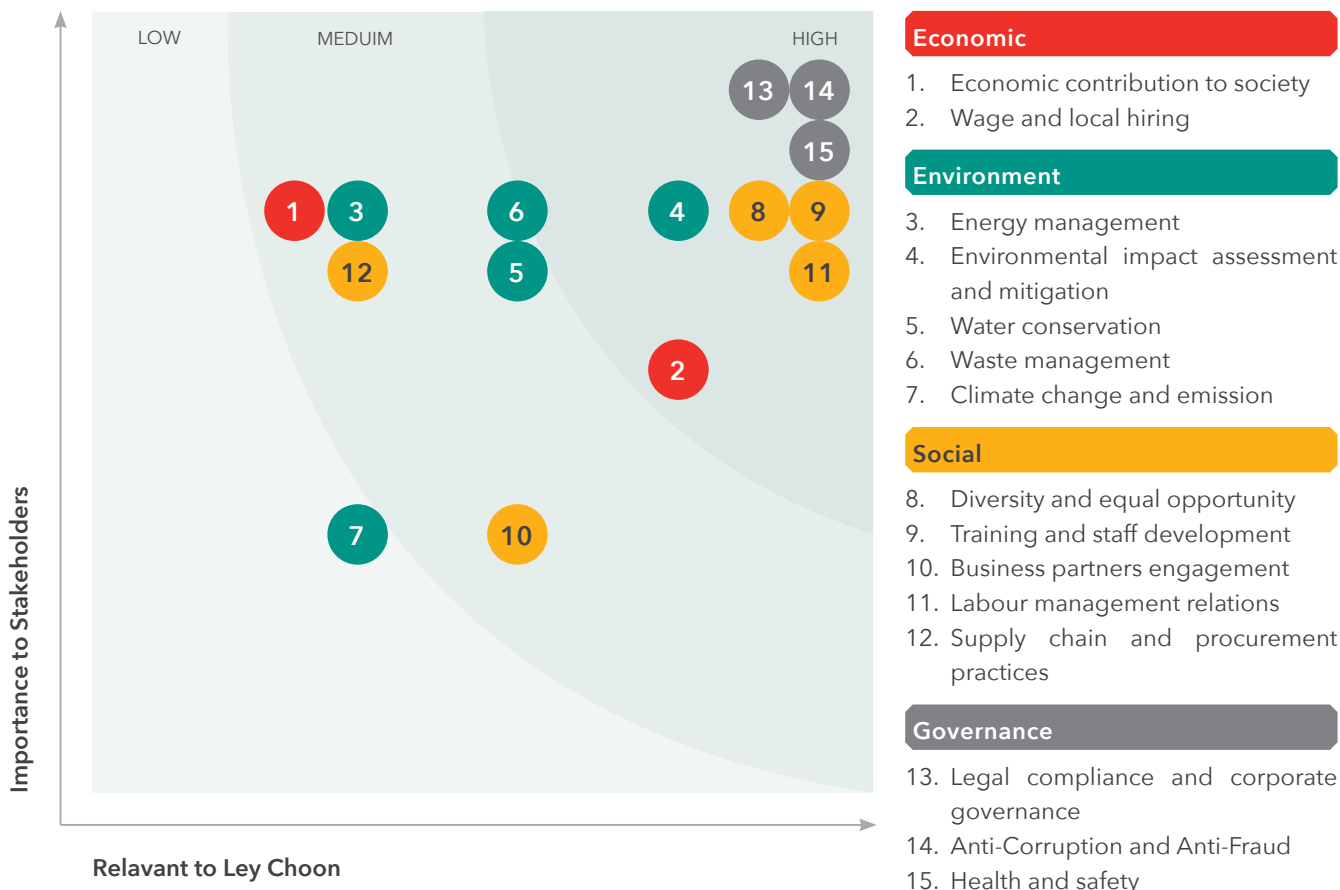 LOW
MEDUIM
HIGH
13
14
15
1
3
6
4
8
9
12
5
11
2
7
10
Importance to Stakeholders
Relavant to Ley Choon
Economic
1. Economic contribution to society
2. Wage and local hiring
Environment
3. Energy management
4. Environmental impact assessment
and mitigation
5. Water conservation
6. Waste management
7. Climate change and emission
Social
8. Diversity and equal opportunity
9. Training and staff development
10. Business partners engagement
11. Labour management relations
12. Supply chain and procurement
practices
Governance
13. Legal compliance and corporate
governance
14. Anti-Corruption and Anti-Fraud
15. Health and safety